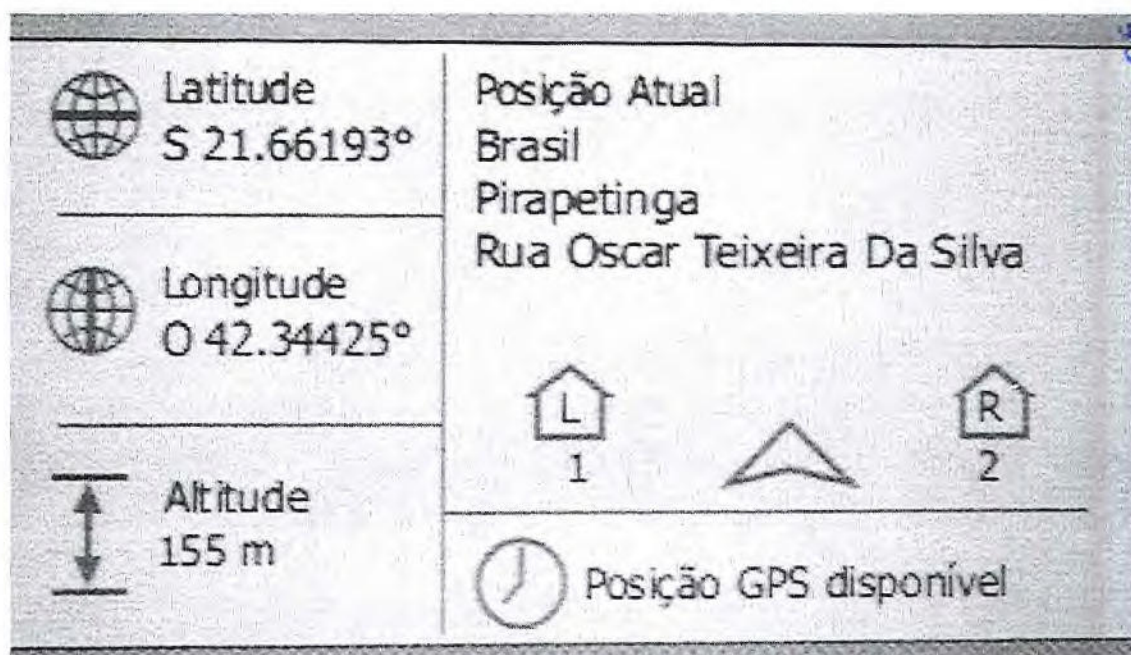 Latitude
S 21.66193°
Longitude
O 42.34425°
Altitude
155 m
Posição Atual
Brasil
Pirapetinga
Rua Oscar Teixeira Da Silva
L
1
R
2
Posição GPS disponível